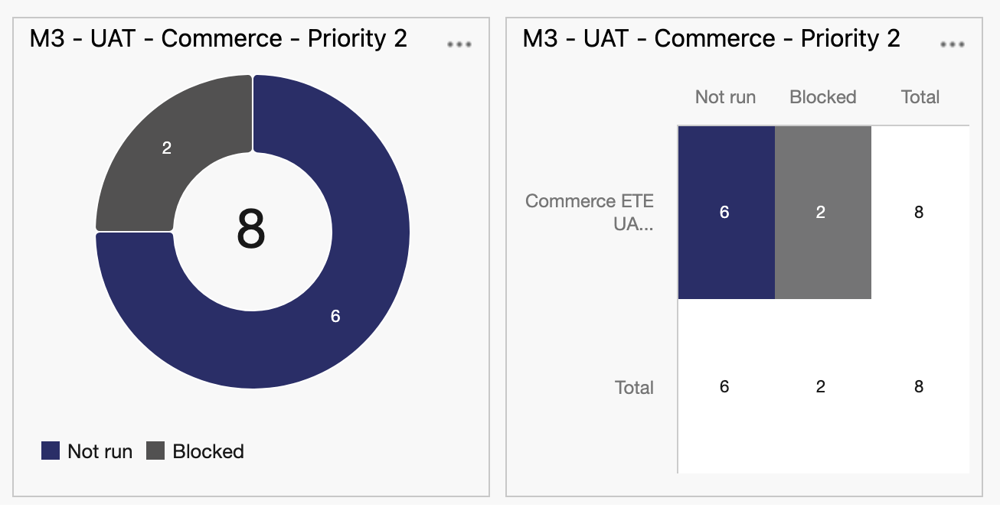 M3 - UAT - Commerce - Priority 2
2
8
6
Not run
Blocked
M3 - UAT - Commerce - Priority 2
Not run Blocked Total
Commerce ETE
UA...
6 2 8
Total 6 2 8